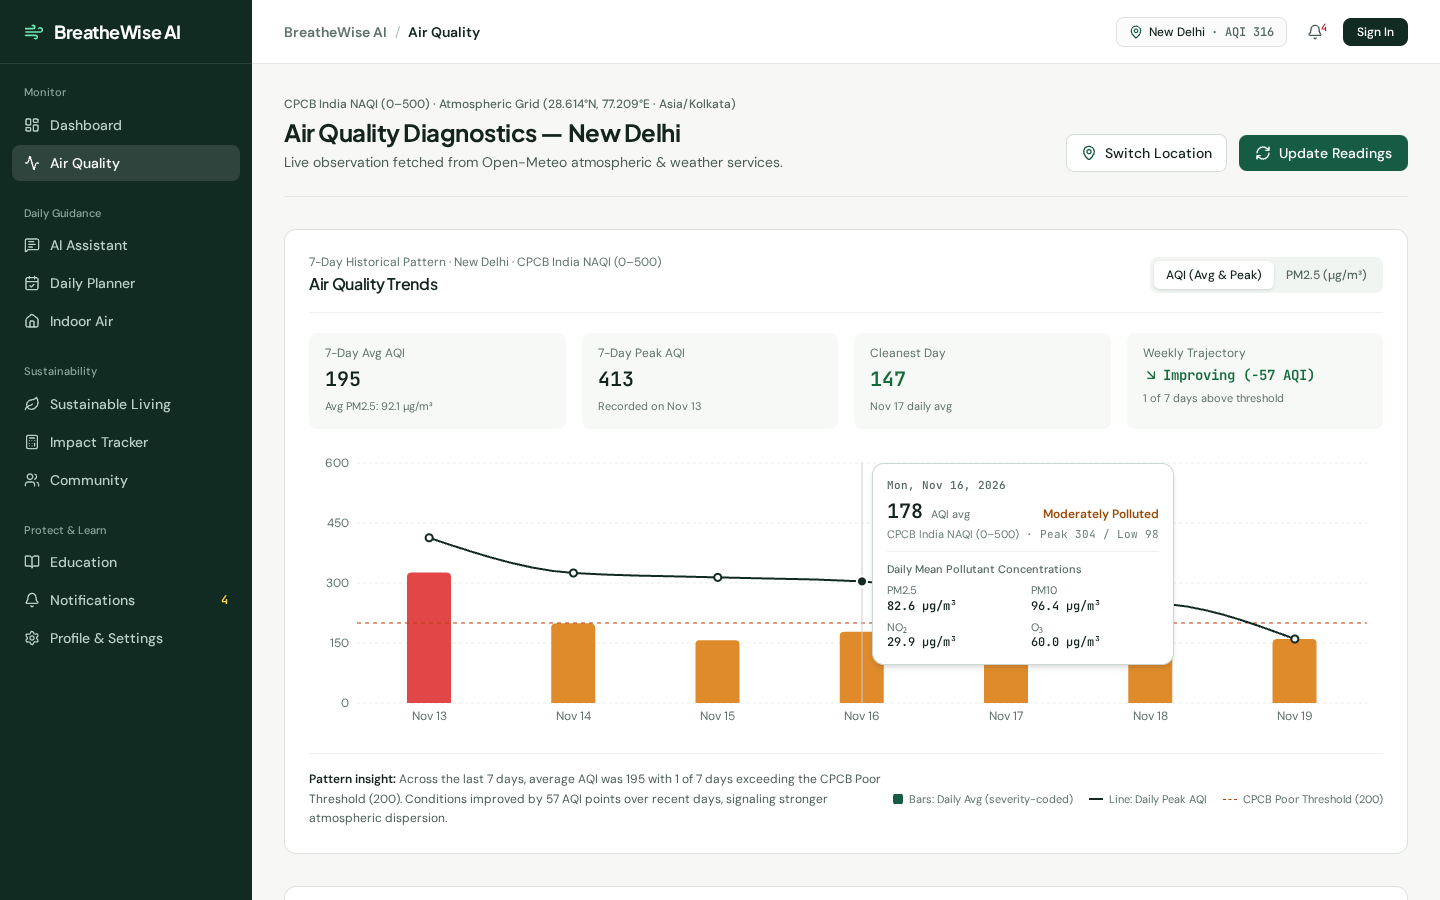 BreatheWise AI
Monitor
Dashboard
Air Quality
Daily Guidance
AI Assistant
Daily Planner
Indoor Air
Sustainability
Sustainable Living
Impact Tracker
Community
Protect & Learn
Education
Notifications 4
Profile & Settings
BreatheWise AI / Air Quality
New Delhi · AQI 316
4
Sign In
CPCB India NAQI (0–500) · Atmospheric Grid (28.614°N, 77.209°E · Asia/Kolkata)
Air Quality Diagnostics — New Delhi
Live observation fetched from Open-Meteo atmospheric & weather services.
Switch Location
Update Readings
7-Day Historical Pattern · New Delhi · CPCB India NAQI (0–500)
Air Quality Trends
AQI (Avg & Peak)
PM2.5 (µg/m³)
7-Day Avg AQI
195
Avg PM2.5: 92.1 µg/m³
7-Day Peak AQI
413
Recorded on Nov 13
Cleanest Day
147
Nov 17 daily avg
Weekly Trajectory
Improving (-57 AQI)
1 of 7 days above threshold
600
450
300
150
0
Nov 13
Nov 14
Nov 15
Nov 16
Nov 17
Nov 18
Nov 19
Mon, Nov 16, 2026
178 AQI avg Moderately Polluted
CPCB India NAQI (0–500) · Peak 304 / Low 98
Daily Mean Pollutant Concentrations
PM2.5 PM10
82.6 µg/m³ 96.4 µg/m³
NO₂ O₃
29.9 µg/m³ 60.0 µg/m³
Pattern insight: Across the last 7 days, average AQI was 195 with 1 of 7 days exceeding the CPCB Poor
Threshold (200). Conditions improved by 57 AQI points over recent days, signaling stronger
atmospheric dispersion.
Bars: Daily Avg (severity-coded)
Line: Daily Peak AQI
CPCB Poor Threshold (200)